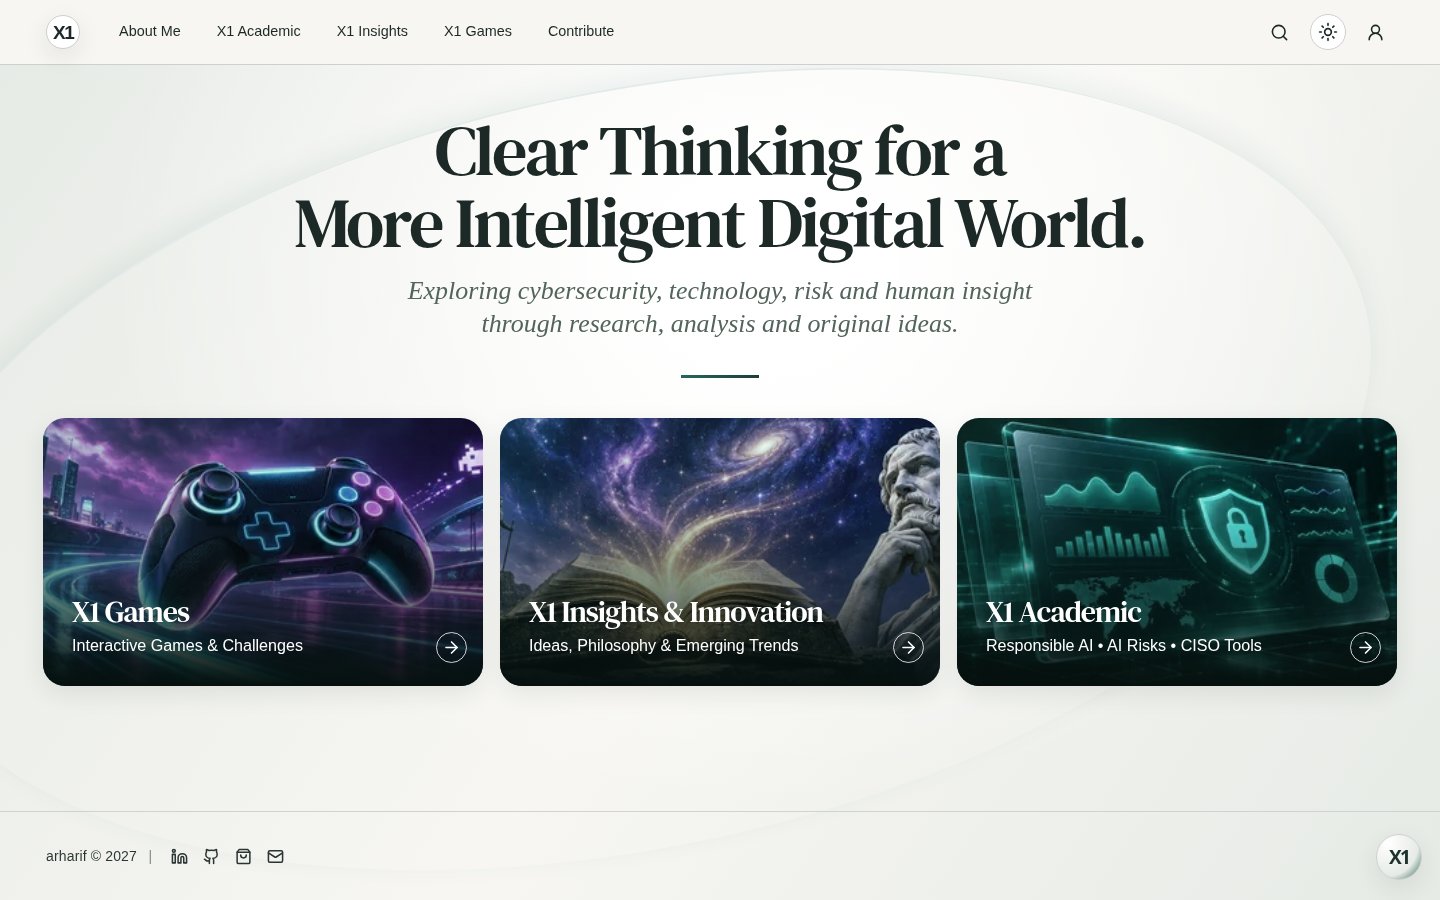 X1
About Me
X1 Academic
X1 Insights
X1 Games
Contribute
Clear Thinking for a
More Intelligent Digital World.
Exploring cybersecurity, technology, risk and human insight
through research, analysis and original ideas.
X1 Games
Interactive Games & Challenges
X1 Insights & Innovation
Ideas, Philosophy & Emerging Trends
X1 Academic
Responsible AI • AI Risks • CISO Tools
arharif © 2027 |
X1